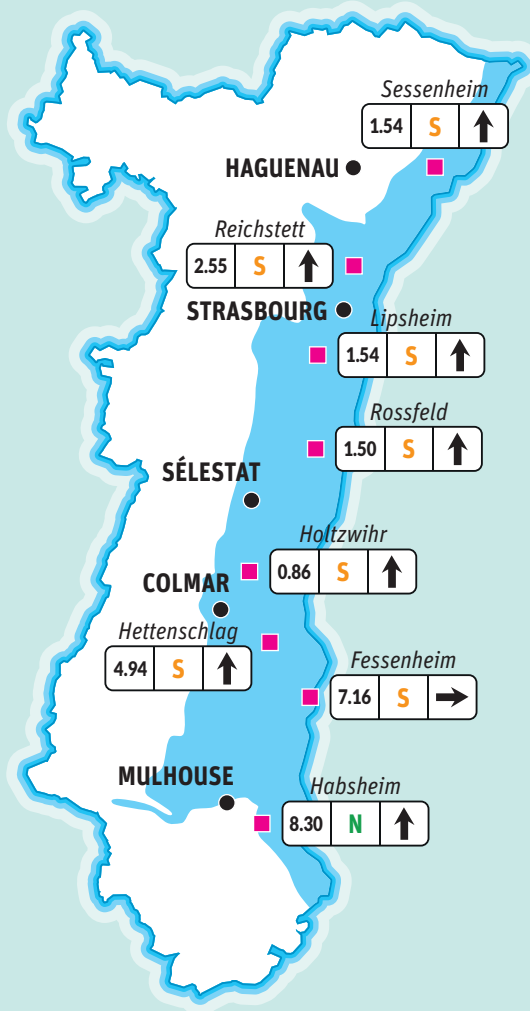 Sessenheim
1.54 S ↑
HAGUENAU
Reichstett
2.55 S ↑
STRASBOURG
Lipsheim
1.54 S ↑
Rossfeld
1.50 S ↑
SÉLESTAT
Holtzwihr
0.86 S ↑
COLMAR
Hettenschlag
4.94 S ↑
Fessenheim
7.16 S →
MULHOUSE
Habsheim
8.30 N ↑